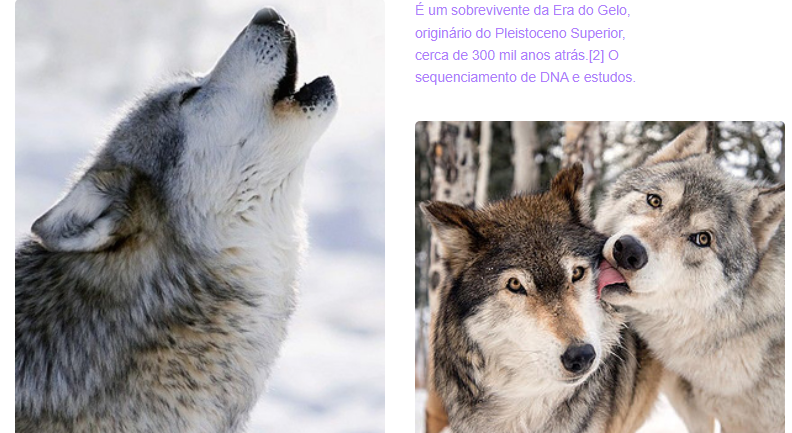 É um sobrevivente da Era do Gelo,
originário do Pleistoceno Superior,
cerca de 300 mil anos atrás.[2] O
sequenciamento de DNA e estudos.